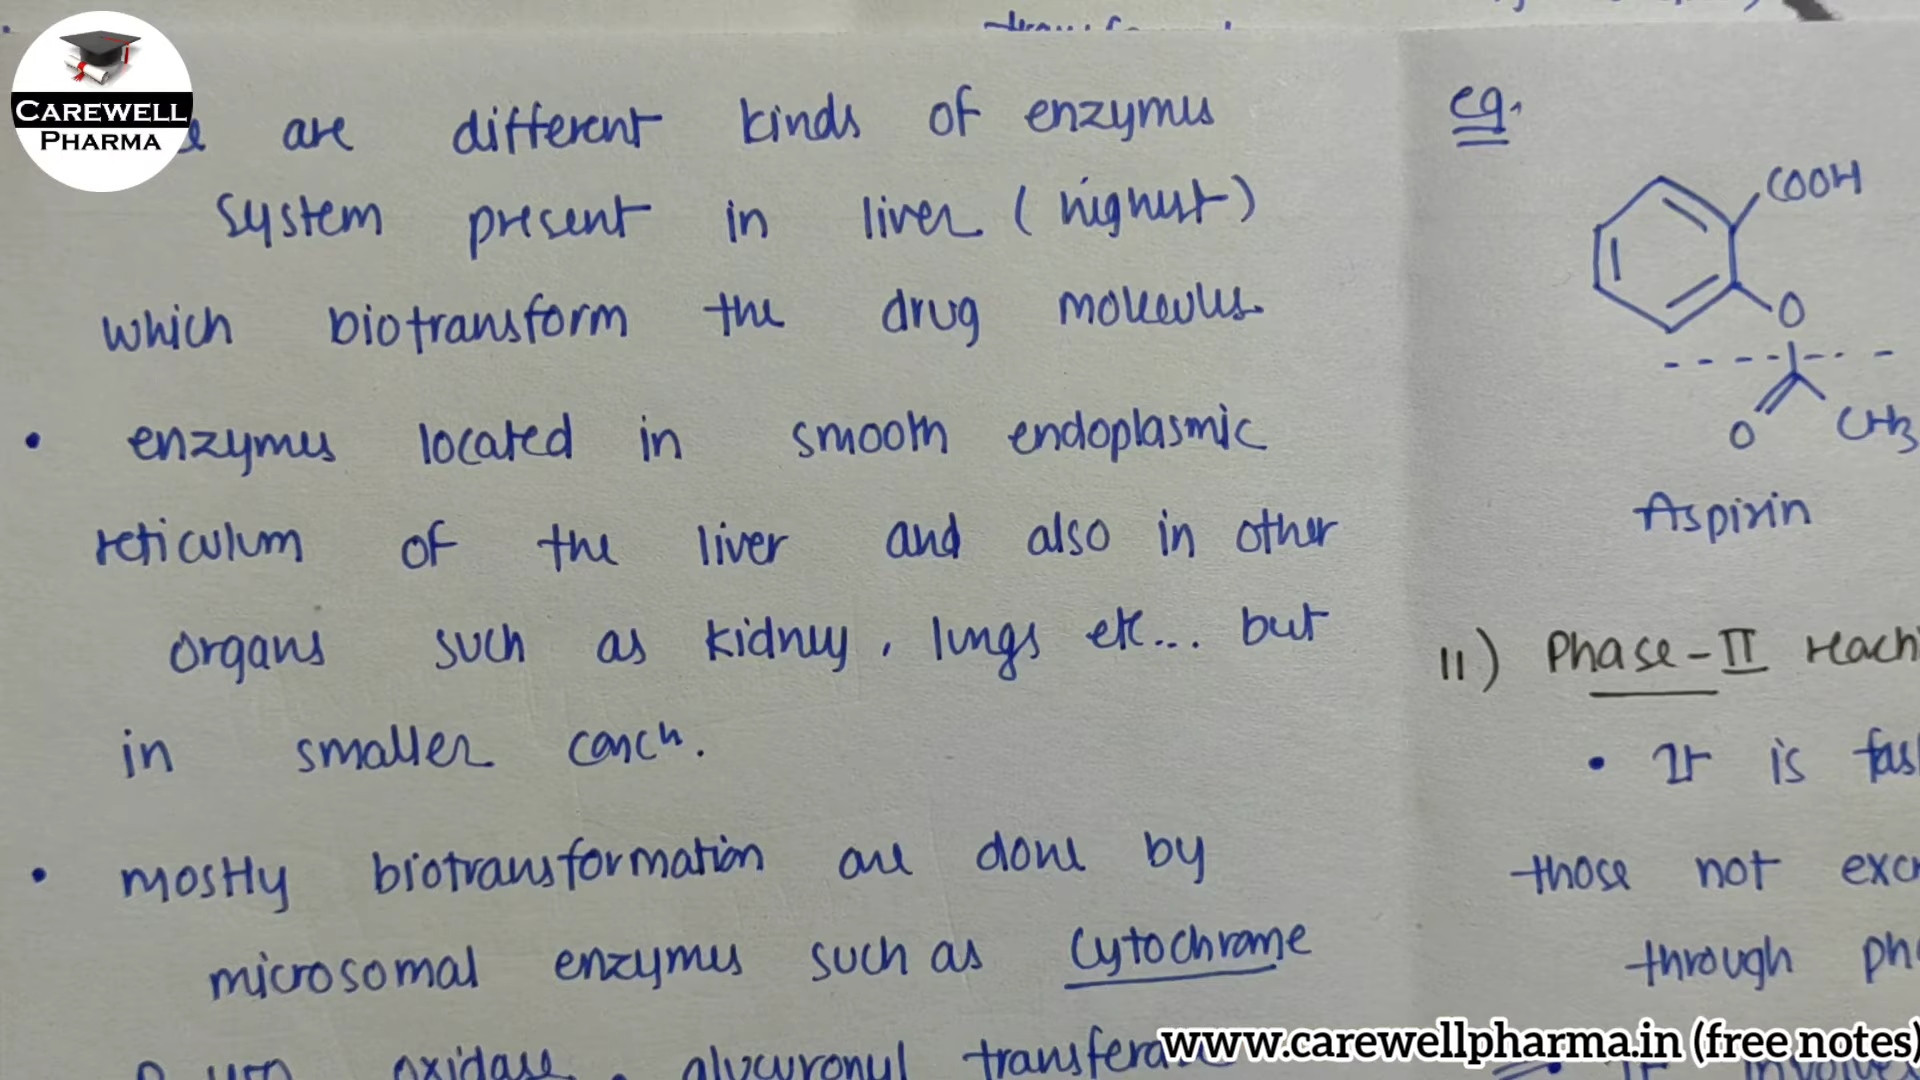 CAREWELL
PHARMA
are different kinds of enzymes
system present in liver (highest)
which biotransform the drug molecules.
• enzymes located in smooth endoplasmic
reticulum of the liver and also in other
organs such as kidney, lungs etc... but
in smaller concn.
• mostly biotransformation are done by
microsomal enzymes such as Cytochrome
oxidase, glucuronyl
eg.
COOH
O
O
CH3
Aspirin
II) Phase-II
• It is
those not
through
www.carewellpharma.in (free notes)